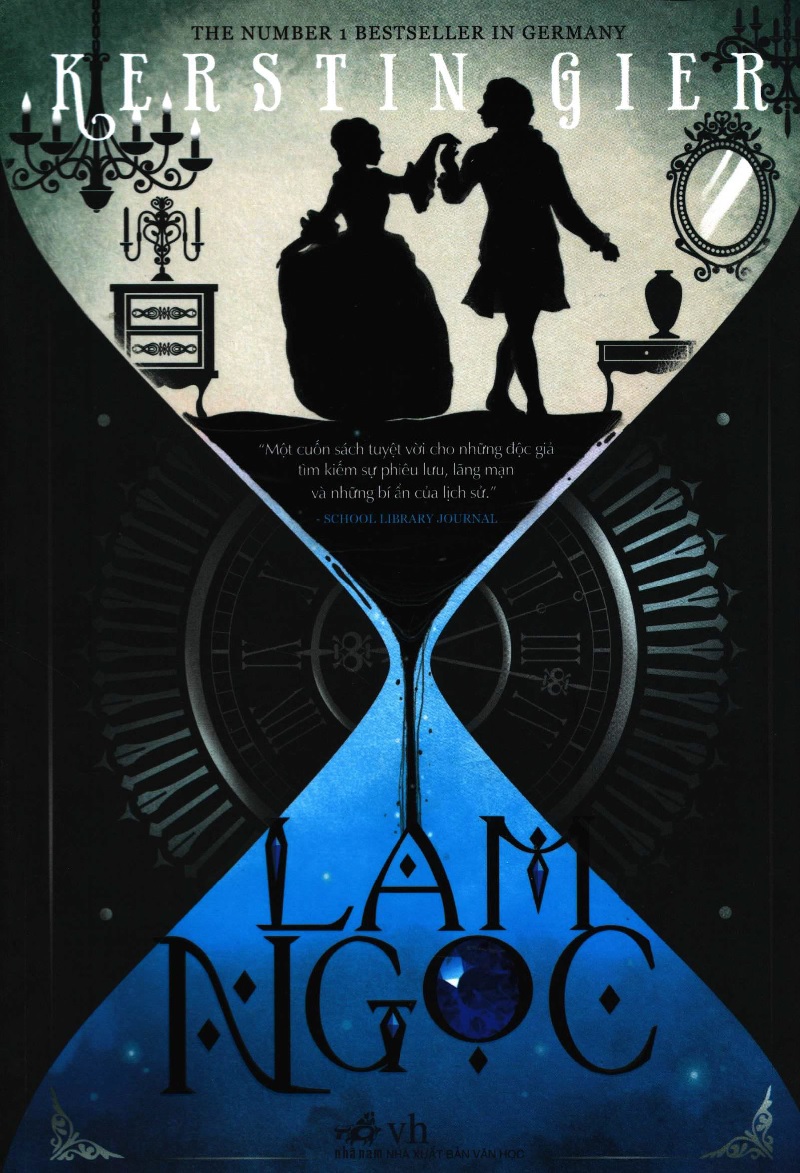 THE NUMBER 1 BESTSELLER IN GERMANY
KERSTIN GIER
“Một cuốn sách tuyệt vời cho những độc giả
tìm kiếm sự phiêu lưu, lãng mạn
và những bí ẩn của lịch sử.”
- SCHOOL LIBRARY JOURNAL
LAM
NGỌC
vh
nhã nam NHÀ XUẤT BẢN VĂN HỌC